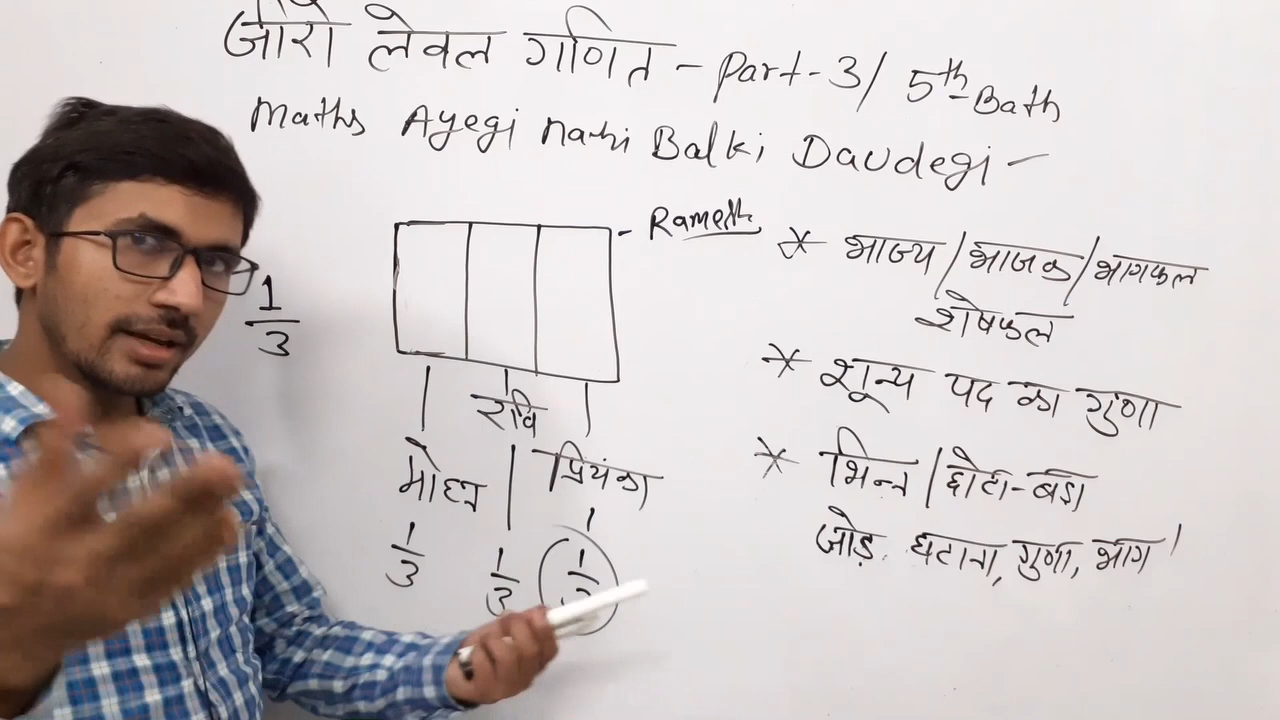 जीरो लेवल गणित - Part-3/ 5th Bath
Maths Ayegi Nahi Balki Daudegi -
- Ramesh
1/3
रवि
मोहन | प्रियंका
1/3 1/3 1/3
* भाज्य/भाजक/भागफल
शेषफल
* शून्य पद का गुणा
* भिन्न/छोटा-बड़ा
जोड़. घटाना, गुणा, भाग